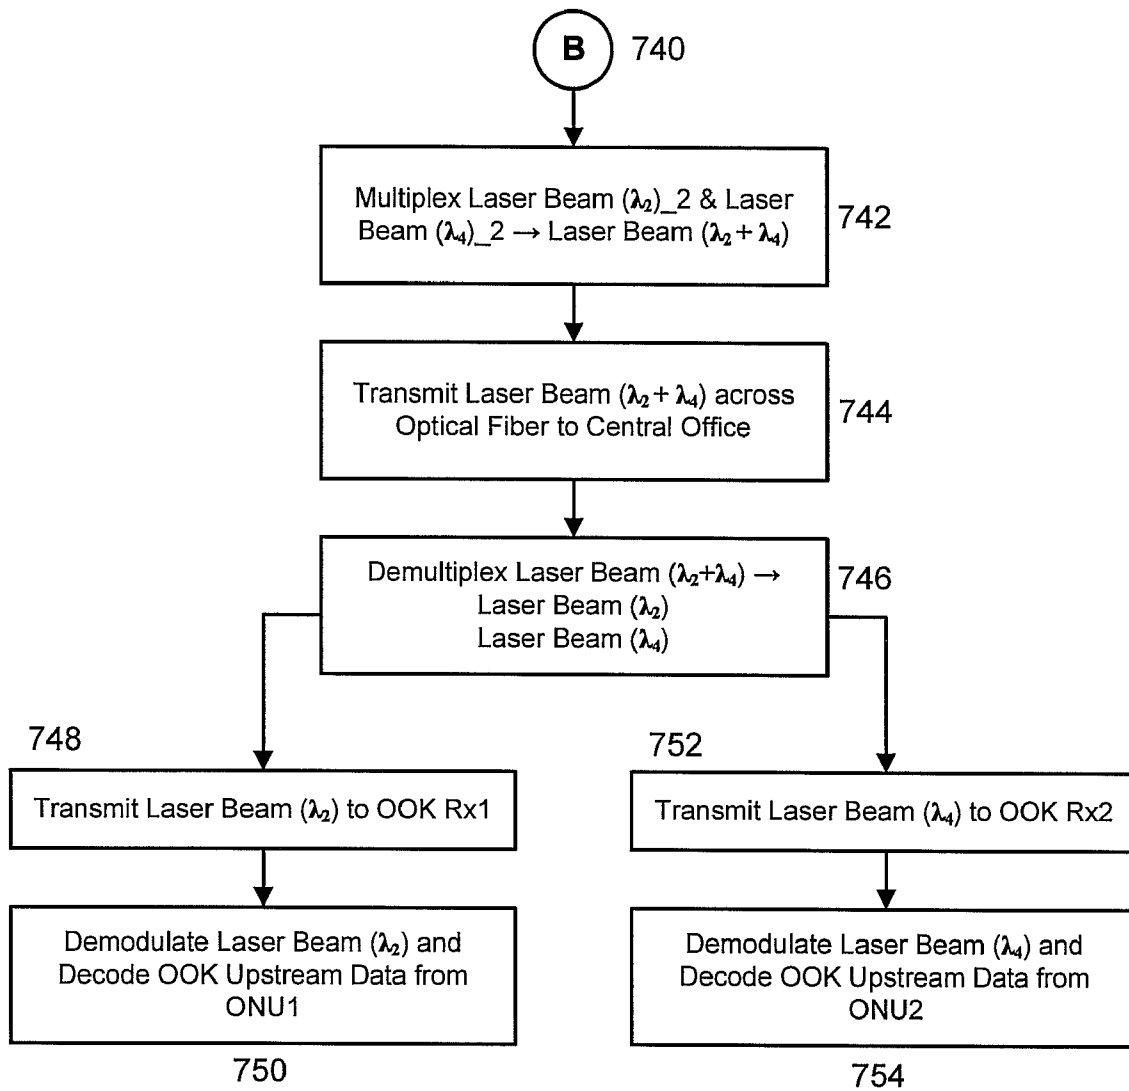 B 740
Multiplex Laser Beam (λ₂)_2 & Laser
Beam (λ₄)_2 → Laser Beam (λ₂ + λ₄)
742
Transmit Laser Beam (λ₂ + λ₄) across
Optical Fiber to Central Office
744
Demultiplex Laser Beam (λ₂+λ₄) →
Laser Beam (λ₂)
Laser Beam (λ₄)
746
748
Transmit Laser Beam (λ₂) to OOK Rx1
Demodulate Laser Beam (λ₂) and
Decode OOK Upstream Data from
ONU1
750
752
Transmit Laser Beam (λ₄) to OOK Rx2
Demodulate Laser Beam (λ₄) and
Decode OOK Upstream Data from
ONU2
754